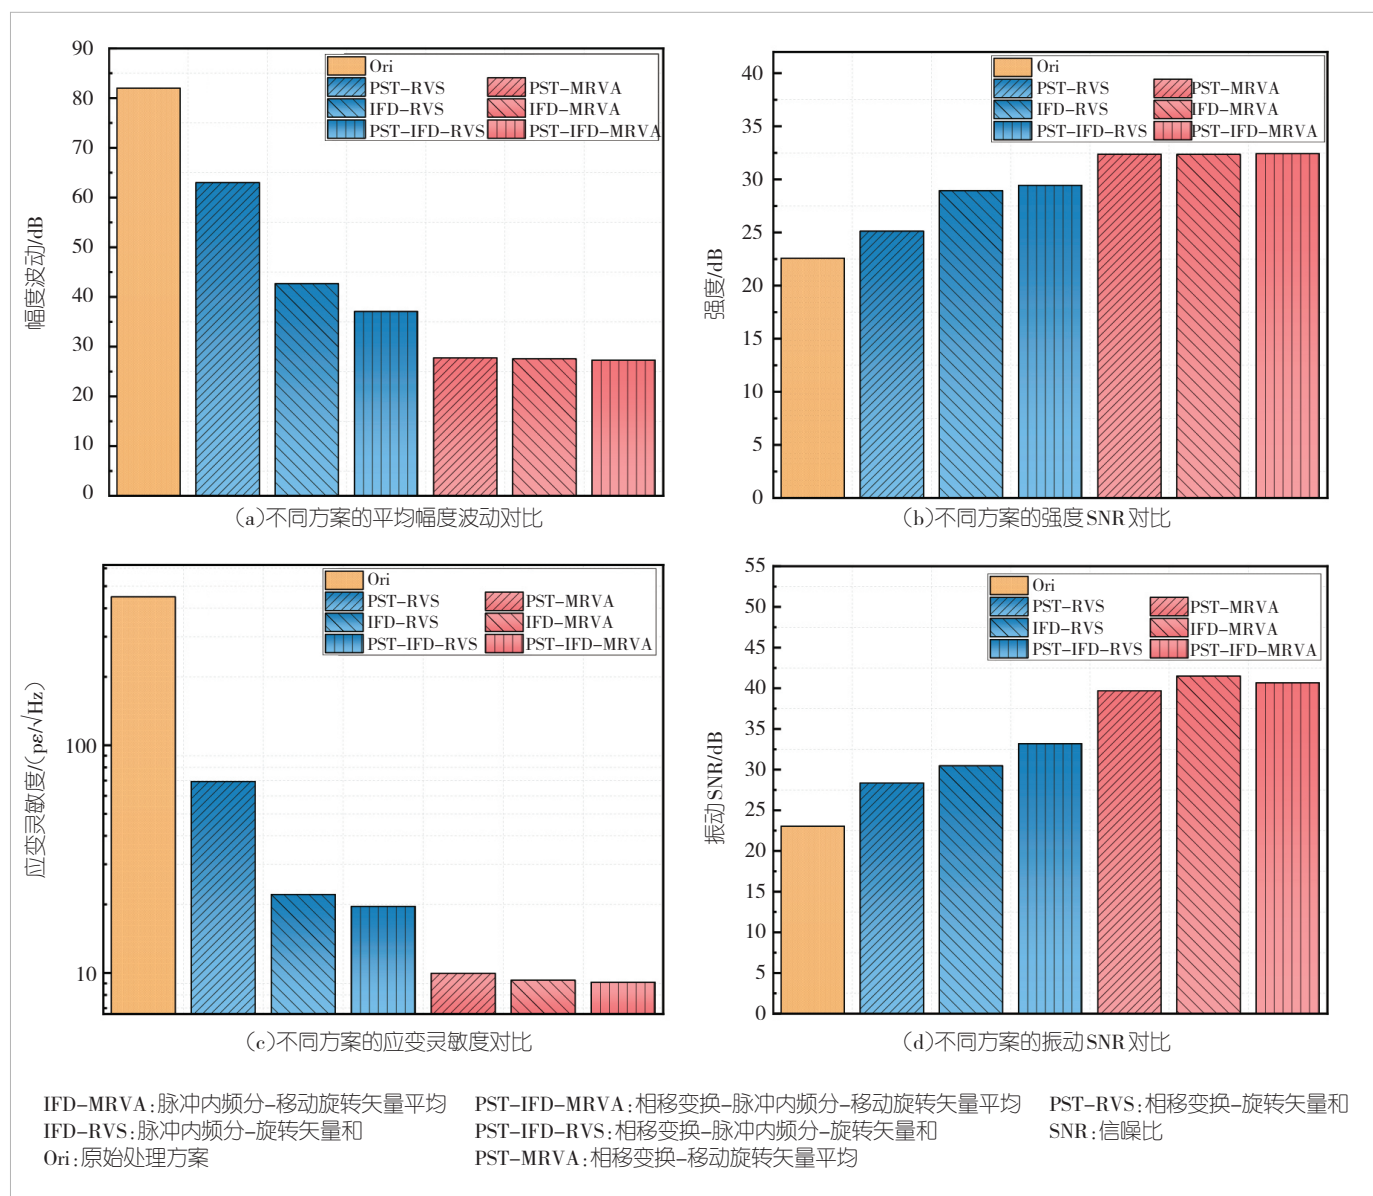 90
80
70
60
50
40
30
20
10
0
幅度波动/dB
Ori
PST-RVS
PST-MRVA
IFD-RVS
IFD-MRVA
PST-IFD-RVS
PST-IFD-MRVA
(a)不同方案的平均幅度波动对比
40
35
30
25
20
15
10
5
0
强度/dB
Ori
PST-RVS
PST-MRVA
IFD-RVS
IFD-MRVA
PST-IFD-RVS
PST-IFD-MRVA
(b)不同方案的强度SNR对比
100
10
应变灵敏度/(pε/√Hz)
Ori
PST-RVS
PST-MRVA
IFD-RVS
IFD-MRVA
PST-IFD-RVS
PST-IFD-MRVA
(c)不同方案的应变灵敏度对比
55
50
45
40
35
30
25
20
15
10
5
0
振动SNR/dB
Ori
PST-RVS
PST-MRVA
IFD-RVS
IFD-MRVA
PST-IFD-RVS
PST-IFD-MRVA
(d)不同方案的振动SNR对比
IFD-MRVA:脉冲内频分-移动旋转矢量平均 PST-IFD-MRVA:相移变换-脉冲内频分-移动旋转矢量平均 PST-RVS:相移变换-旋转矢量和
IFD-RVS:脉冲内频分-旋转矢量和 PST-IFD-RVS:相移变换-脉冲内频分-旋转矢量和 SNR:信噪比
Ori:原始处理方案 PST-MRVA:相移变换-移动旋转矢量平均